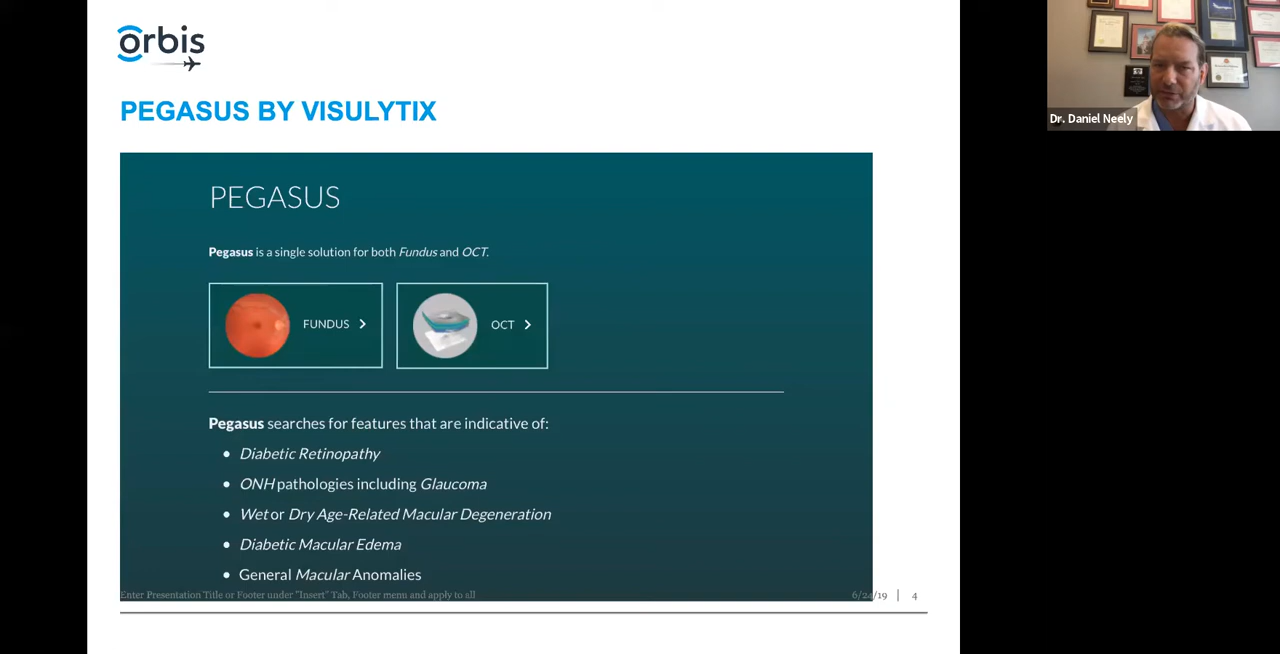 orbis
PEGASUS BY VISULYTIX
PEGASUS
Pegasus is a single solution for both Fundus and OCT.
FUNDUS
OCT
Pegasus searches for features that are indicative of:
• Diabetic Retinopathy
• ONH pathologies including Glaucoma
• Wet or Dry Age-Related Macular Degeneration
• Diabetic Macular Edema
• General Macular Anomalies
Enter Presentation Title or Footer under "Insert" Tab, Footer menu and apply to all
6/24/19 | 4
Dr. Daniel Neely